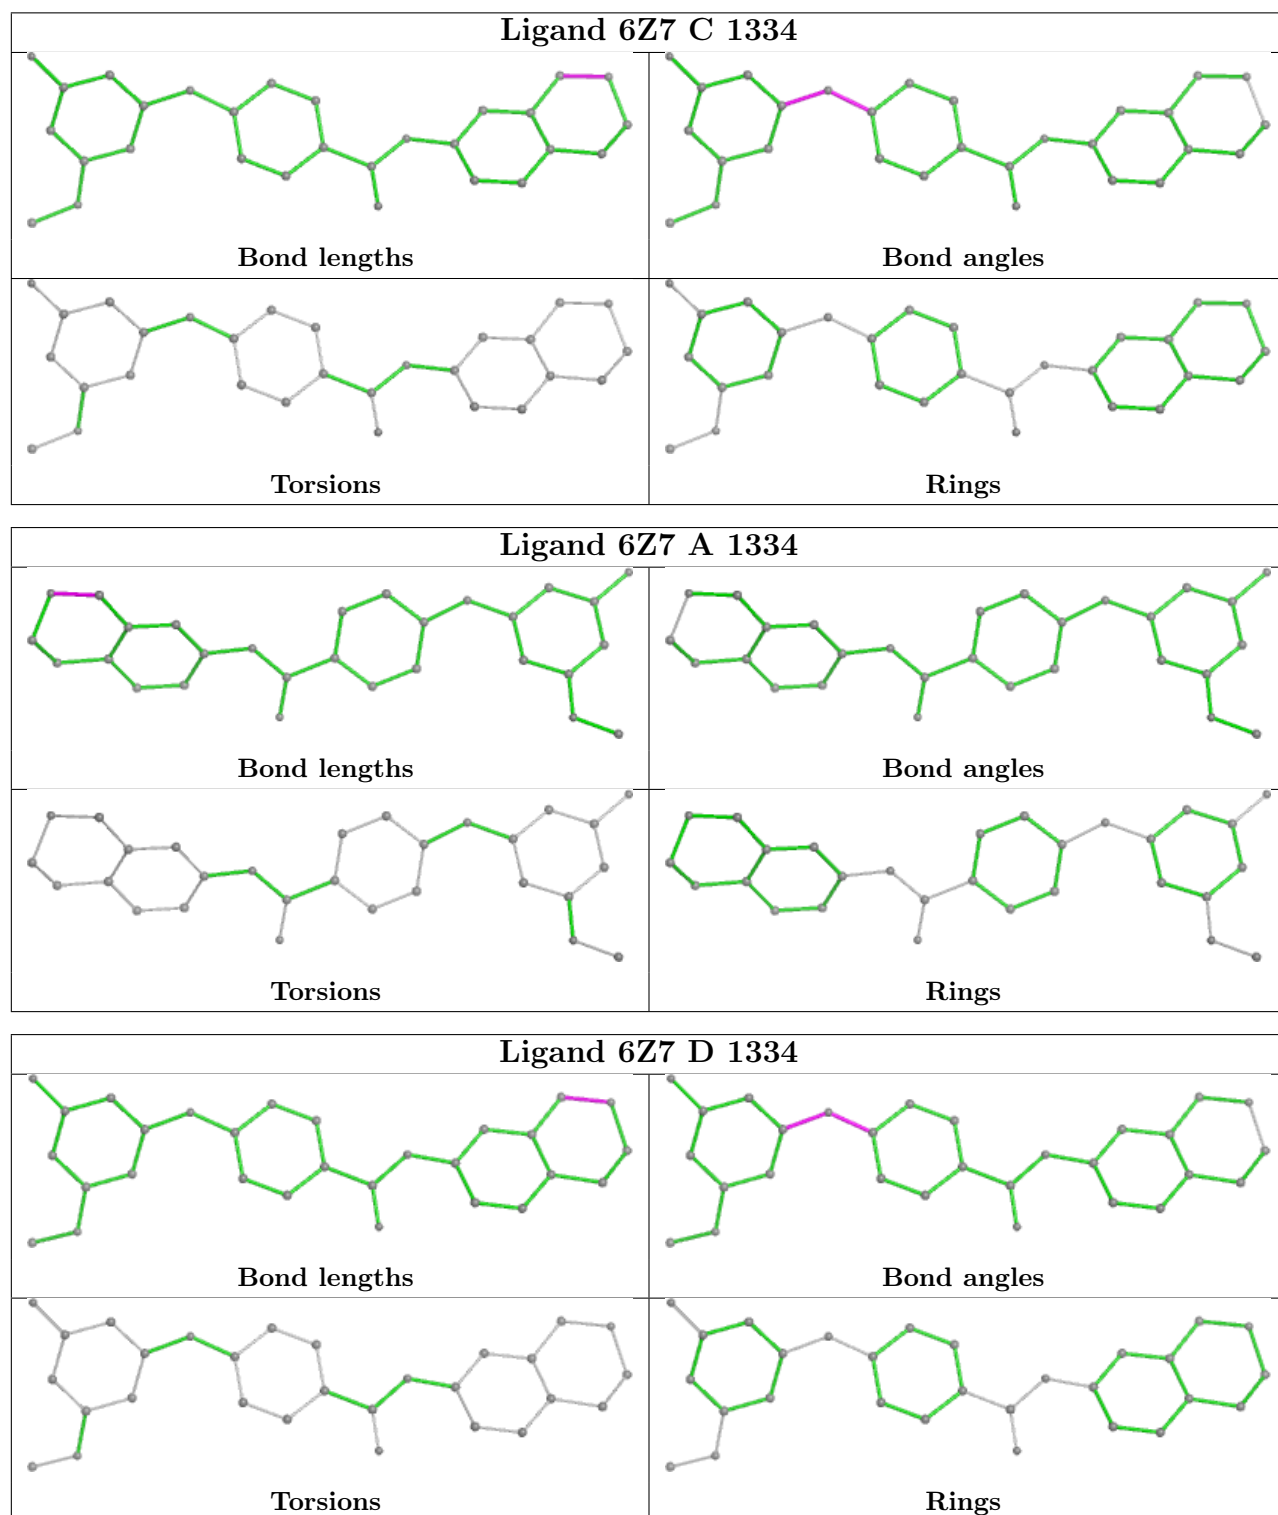 Ligand 6Z7 C 1334
Bond lengths
Bond angles
Torsions
Rings
Ligand 6Z7 A 1334
Bond lengths
Bond angles
Torsions
Rings
Ligand 6Z7 D 1334
Bond lengths
Bond angles
Torsions
Rings